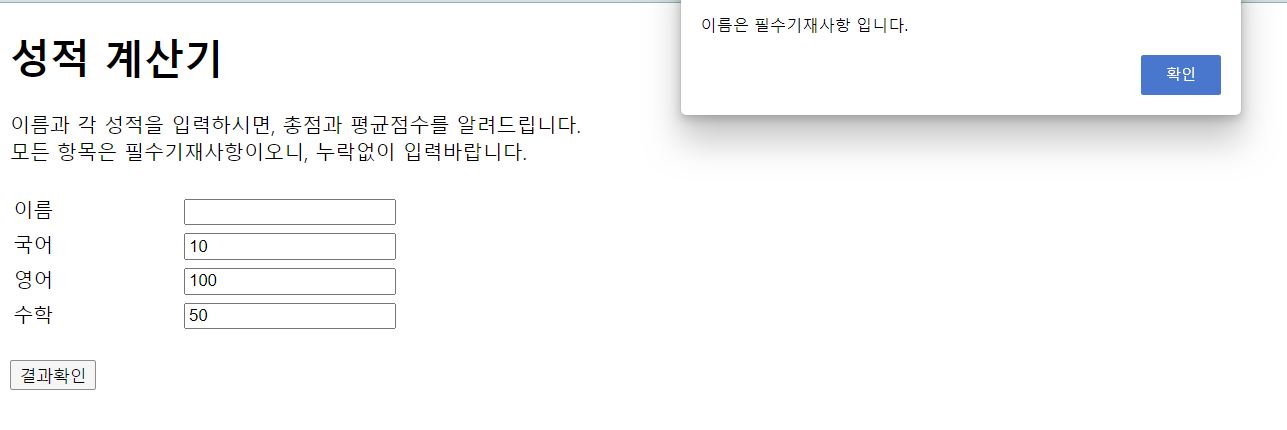 이름은 필수기재사항 입니다.
확인
성적 계산기
이름과 각 성적을 입력하시면, 총점과 평균점수를 알려드립니다.
모든 항목은 필수기재사항이오니, 누락없이 입력바랍니다.
이름
국어 10
영어 100
수학 50
결과확인